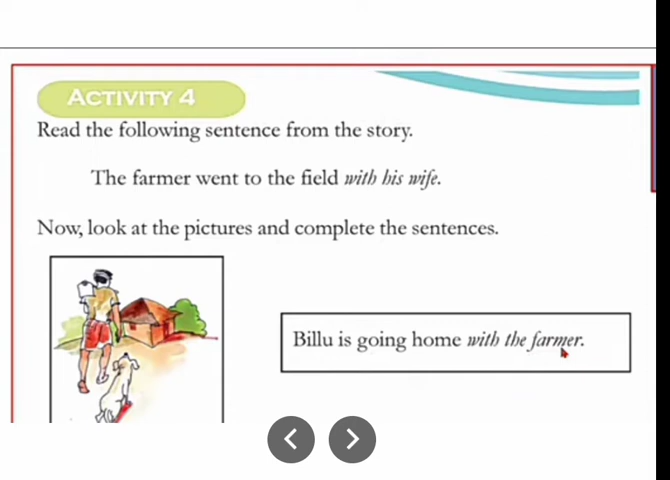 ACTIVITY 4
Read the following sentence from the story.
The farmer went to the field with his wife.
Now, look at the pictures and complete the sentences.
Billu is going home with the farmer.